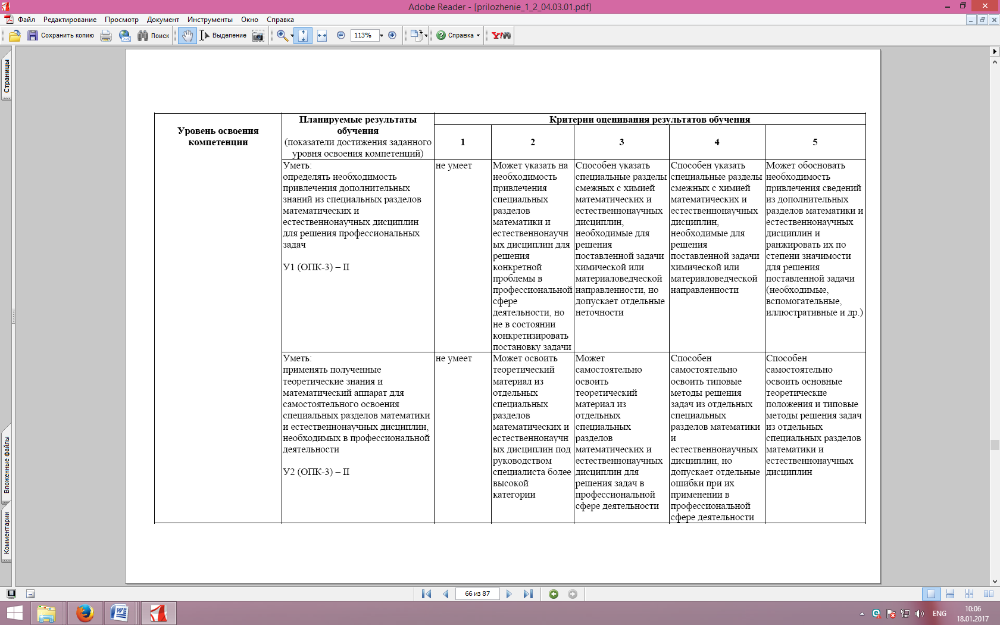 Adobe Reader - [prilozhenie_1_2_04.03.01.pdf]
Файл Редактирование Просмотр Документ Инструменты Окно Справка
Сохранить копию Поиск Выделение 113% Справка Y!
Страницы
Вложенные файлы
Комментарии
Уровень освоения
компетенции
Планируемые результаты
обучения
(показатели достижения заданного
уровня освоения компетенций)
Критерии оценивания результатов обучения
1 2 3 4 5
Уметь:
определять необходимость
привлечения дополнительных
знаний из специальных разделов
математических и
естественнонаучных дисциплин
для решения профессиональных
задач
У1 (ОПК-3) – II
не умеет
Может указать на
необходимость
привлечения
специальных
разделов
математики и
естественнонаучн
ых дисциплин для
решения
конкретной
проблемы в
профессиональной
сфере
деятельности, но
не в состоянии
конкретизировать
постановку задачи
Способен указать
специальные разделы
смежных с химией
математических и
естественнонаучных
дисциплин,
необходимые для
решения
поставленной задачи
химической или
материаловедческой
направленности, но
допускает отдельные
неточности
Способен указать
специальные разделы
смежных с химией
математических и
естественнонаучных
дисциплин,
необходимые для
решения
поставленной задачи
химической или
материаловедческой
направленности
Может обосновать
необходимость
привлечения сведений
из дополнительных
разделов математики и
естественнонаучных
дисциплин и
ранжировать их по
степени значимости
для решения
поставленной задачи
(необходимые,
вспомогательные,
иллюстративные и др.)
Уметь:
применять полученные
теоретические знания и
математический аппарат для
самостоятельного освоения
специальных разделов математики
и естественнонаучных дисциплин,
необходимых в профессиональной
деятельности
У2 (ОПК-3) – II
не умеет
Может освоить
теоретический
материал из
отдельных
специальных
разделов
математических и
естественнонаучн
ых дисциплин под
руководством
специалиста более
высокой
категории
Может
самостоятельно
освоить
теоретический
материал из
отдельных
специальных
разделов
математических и
естественнонаучных
дисциплин для
решения задач в
профессиональной
сфере деятельности
Способен
самостоятельно
освоить типовые
методы решения
задач из отдельных
специальных
разделов математики
и
естественнонаучных
дисциплин, но
допускает отдельные
ошибки при их
применении в
профессиональной
сфере деятельности
Способен
самостоятельно
освоить основные
теоретические
положения и типовые
методы решения задач
из отдельных
специальных разделов
математики и
естественнонаучных
дисциплин
66 из 87
ENG
10:06
18.01.2017